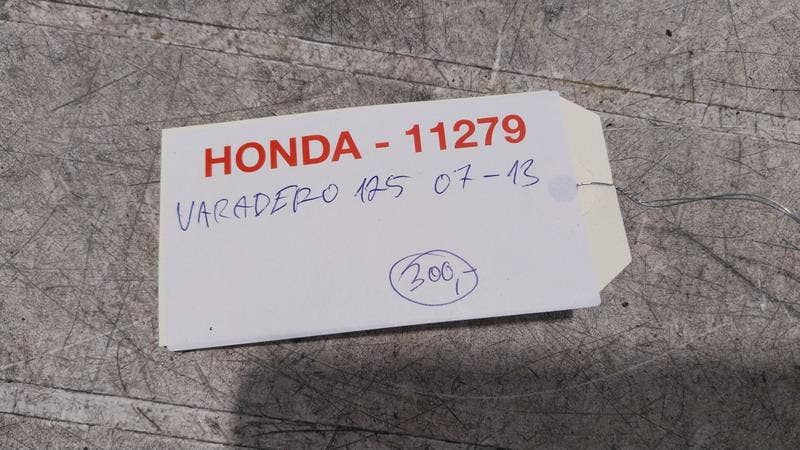 HONDA - 11279
VARADERO 125 07-13
300,-